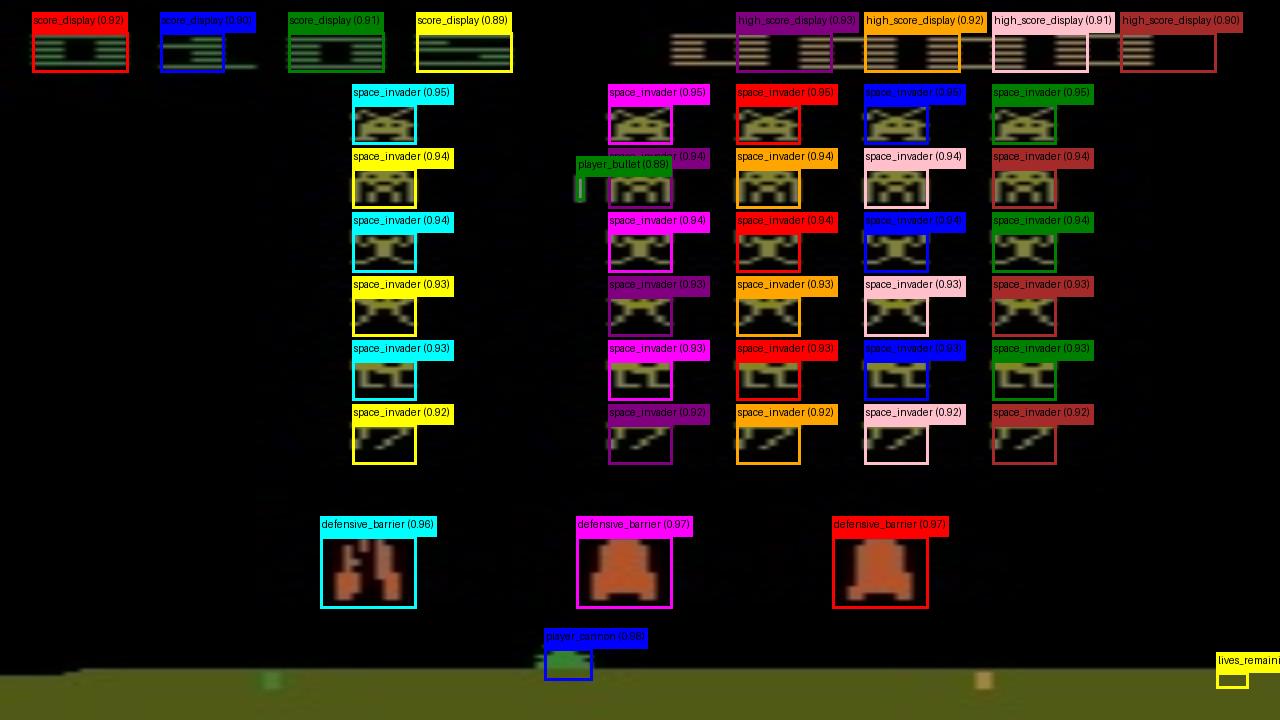 score_display (0.92) score_display (0.90) score_display (0.91) score_display (0.89) high_score_display (0.93) high_score_display (0.92) high_score_display (0.91) high_score_display (0.90)
space_invader (0.95) space_invader (0.95) space_invader (0.95) space_invader (0.95) space_invader (0.95)
space_invader (0.94) space_invader (0.94) space_invader (0.94) space_invader (0.94) space_invader (0.94)
player_bullet (0.89)
space_invader (0.94) space_invader (0.94) space_invader (0.94) space_invader (0.94) space_invader (0.94)
space_invader (0.93) space_invader (0.93) space_invader (0.93) space_invader (0.93) space_invader (0.93)
space_invader (0.93) space_invader (0.93) space_invader (0.93) space_invader (0.93) space_invader (0.93)
space_invader (0.92) space_invader (0.92) space_invader (0.92) space_invader (0.92) space_invader (0.92)
defensive_barrier (0.96) defensive_barrier (0.97) defensive_barrier (0.97)
player_cannon (0.98)
lives_remaini